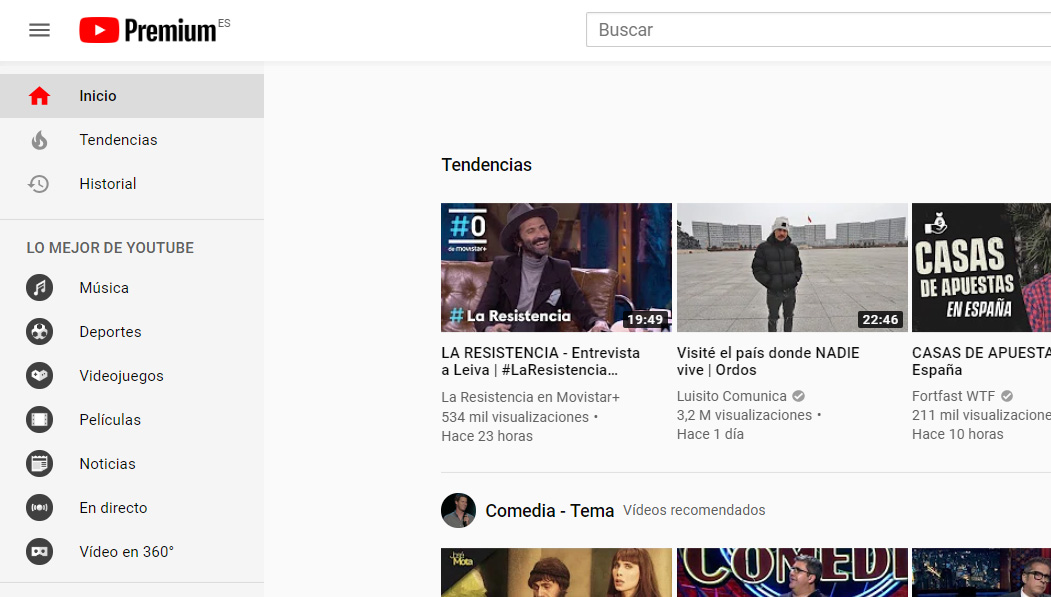 Premium ES
Buscar
Inicio
Tendencias
Historial
LO MEJOR DE YOUTUBE
Música
Deportes
Videojuegos
Películas
Noticias
En directo
Vídeo en 360°
Tendencias
#0
de movistar+
# La Resistencia
19:49
LA RESISTENCIA - Entrevista
a Leiva | #LaResistencia...
La Resistencia en Movistar+
534 mil visualizaciones •
Hace 23 horas
22:46
Visité el país donde NADIE
vive | Ordos
Luisito Comunica
3,2 M visualizaciones •
Hace 1 día
CASAS
DE APUESTAS
EN ESPAÑA
CASAS DE APUESTA
España
Fortfast WTF
211 mil visualizacione
Hace 10 horas
Comedia - Tema Vídeos recomendados
José
Mota
COMED